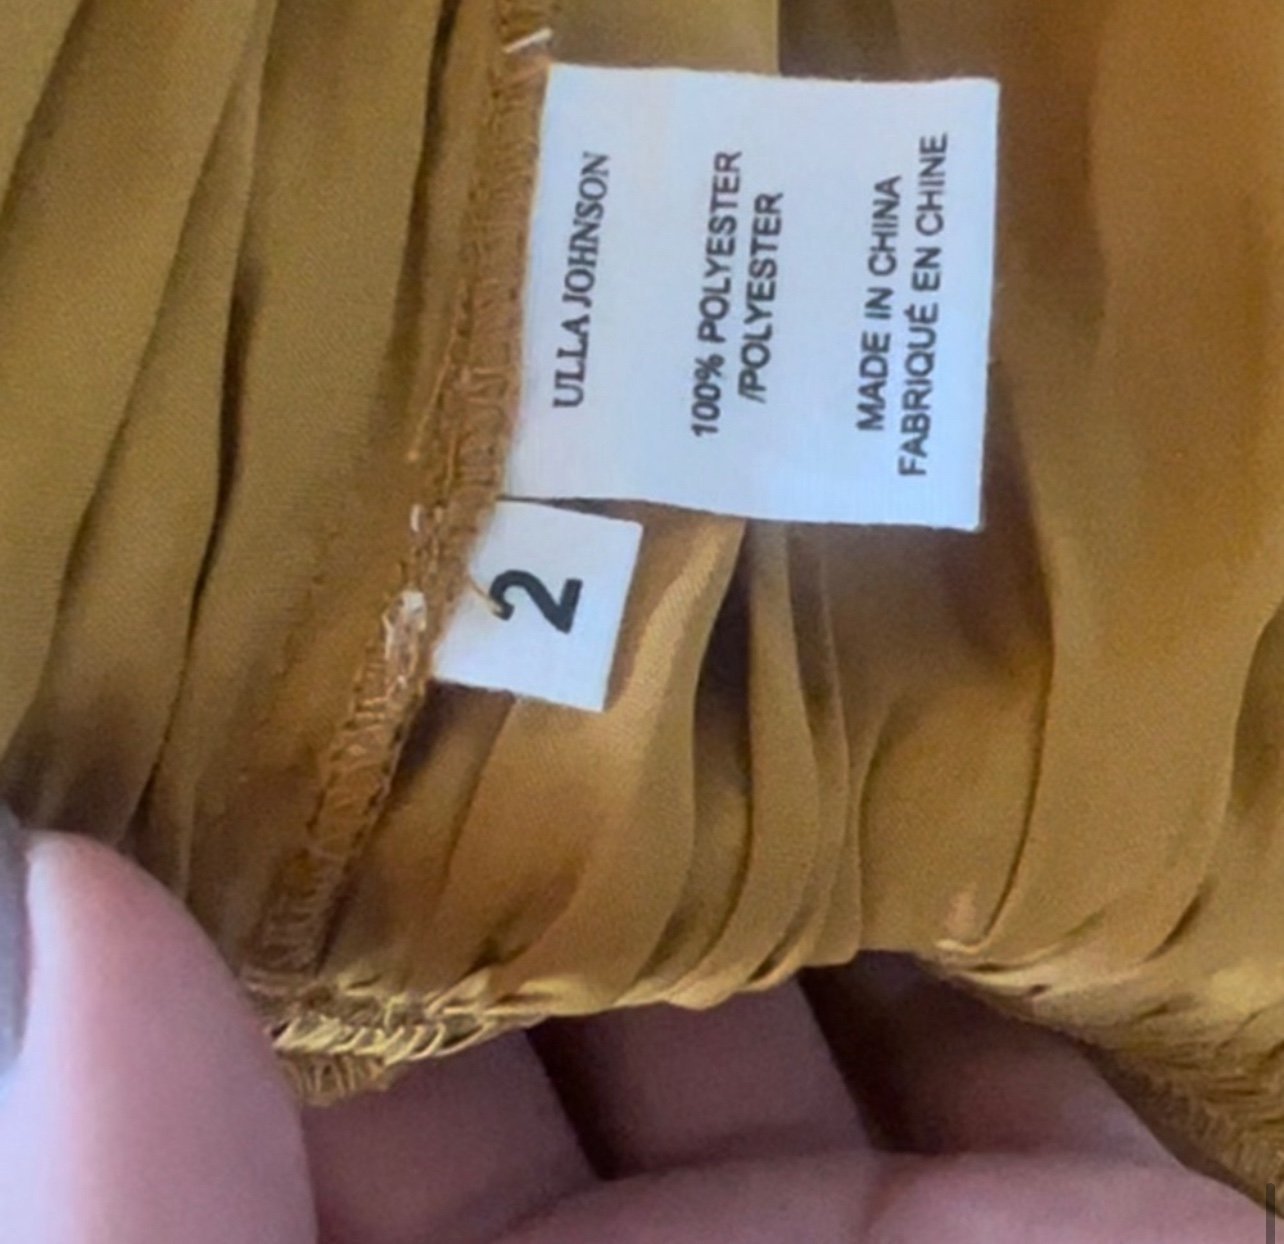 ULLA JOHNSON
100% POLYESTER
/POLYESTER
MADE IN CHINA
FABRIQUÉ EN CHINE
2